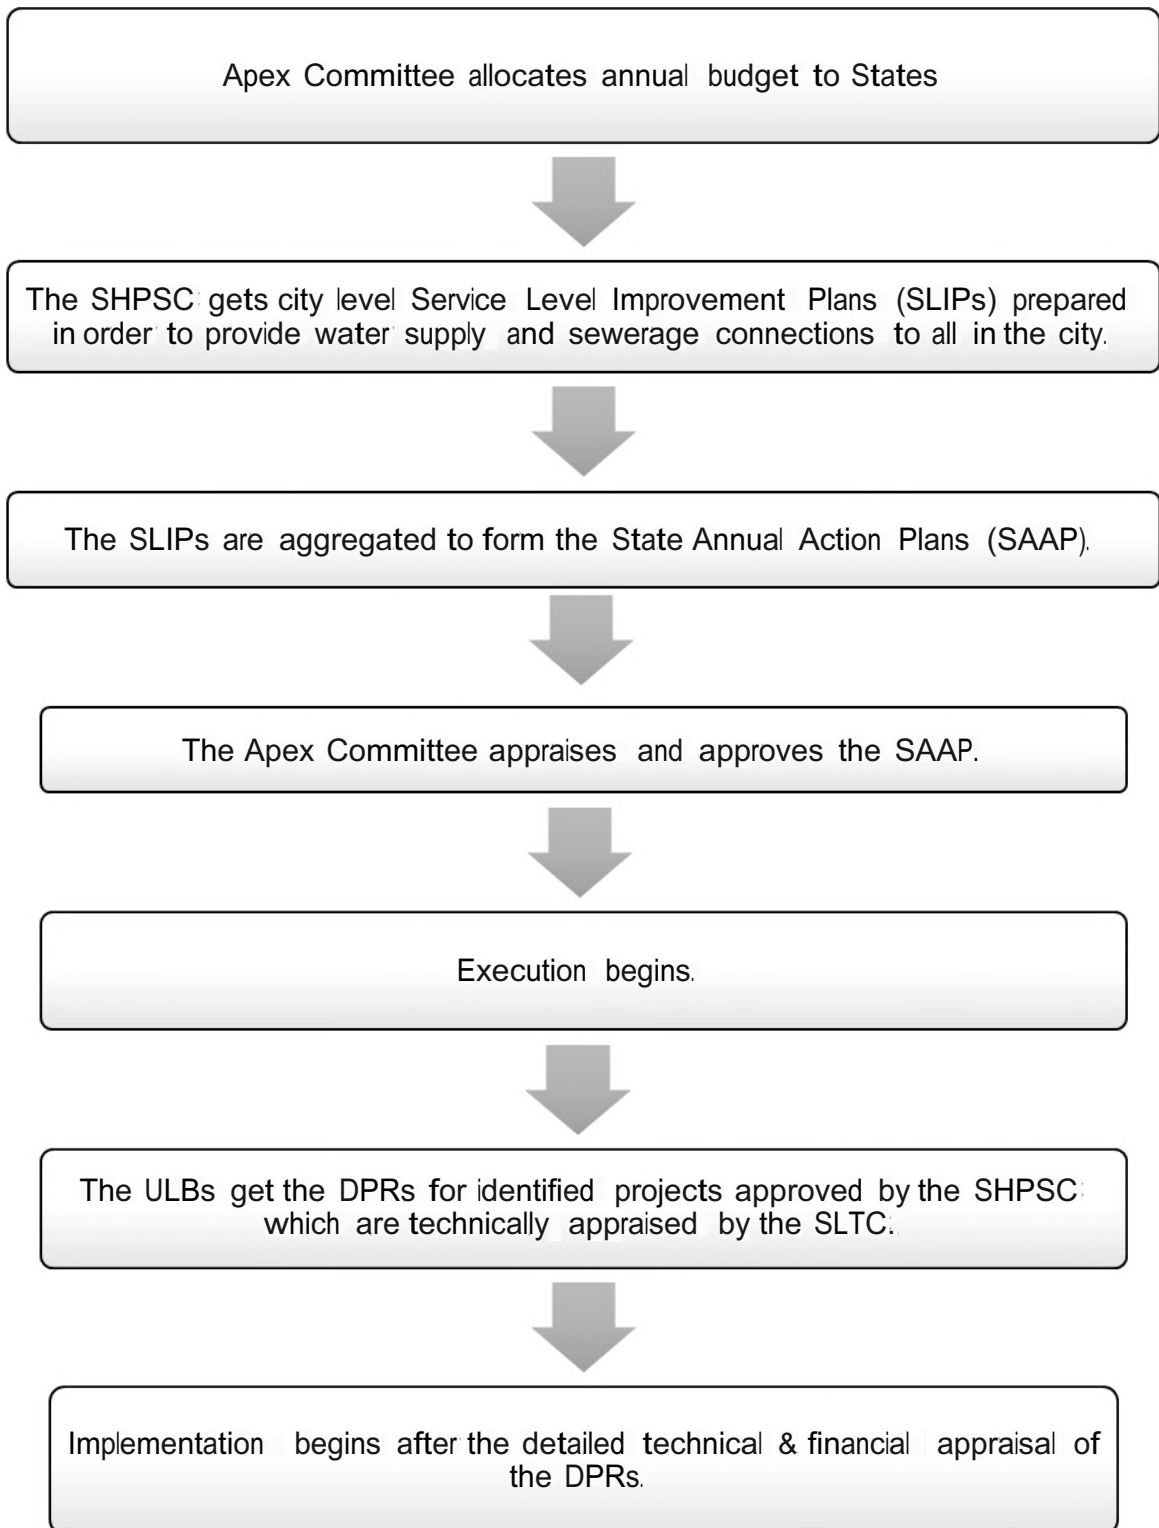 Apex Committee allocates annual budget to States
The SHPSC gets city level Service Level Improvement Plans (SLIPs) prepared
in order to provide water supply and sewerage connections to all in the city.
The SLIPs are aggregated to form the State Annual Action Plans (SAAP).
The Apex Committee appraises and approves the SAAP.
Execution begins.
The ULBs get the DPRs for identified projects approved by the SHPSC
which are technically appraised by the SLTC.
Implementation begins after the detailed technical & financial appraisal of
the DPRs.